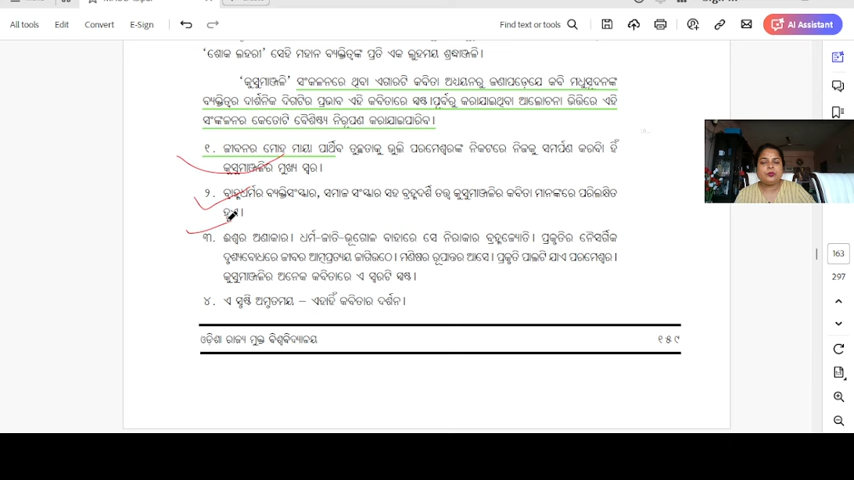 All tools Edit Convert E-Sign Find text or tools AI Assistant
‘ଶୋକ ଲହରୀ’ ସେହି ମହାନ ବ୍ୟକ୍ତିତ୍ୱଙ୍କ ପ୍ରତି ଏକ ଲୁହମୟ ଶ୍ରଦ୍ଧାଞ୍ଜଳି।
‘କୁସୁମାଞ୍ଜଳି’ ସଂକଳନରେ ଥିବା ଏଗାରଟି କବିତା ଅଧ୍ୟୟନରୁ ଜଣାପଡ଼େଯେ କବି ମଧୁସୂଦନଙ୍କ
ବ୍ୟକ୍ତିତ୍ୱର ଦାର୍ଶନିକ ଦିଗଟିର ପ୍ରଭାବ ଏହି କବିତାରେ ସ୍ପଷ୍ଟ।ପୂର୍ବରୁ କରାଯାଇଥିବା ଆଲୋଚନା ଭିତ୍ତିରେ ଏହି
ସଂକଳନର କେତୋଟି ବୈଶିଷ୍ଟ୍ୟ ନିରୂପଣ କରାଯାଇପାରିବ।
୧. ଜୀବନର ମୋହ ମାୟା ପାର୍ଥିବ ତୁଚ୍ଛତାକୁ ଭୁଲି ପରମେଶ୍ୱରଙ୍କ ନିକଟରେ ନିଜକୁ ସମର୍ପଣ କରିବା ହିଁ
କୁସୁମାଞ୍ଜଳିର ମୁଖ୍ୟ ସ୍ୱର।
୨. ବ୍ରାହ୍ମଧର୍ମର ବ୍ୟକ୍ତିସଂସ୍କାର, ସମାଜ ସଂସ୍କାର ସହ ବ୍ରହ୍ମଦର୍ଶୀ ତତ୍ତ୍ୱ କୁସୁମାଞ୍ଜଳିର କବିତା ମାନଙ୍କରେ ପରିଲକ୍ଷିତ
୩. ଈଶ୍ୱର ଅଣାକାର। ଧର୍ମ-ଜାତି-ଭୂଗୋଳ ବାହାରେ ସେ ନିରାକାର ବ୍ରହ୍ମଜ୍ୟୋତି। ପ୍ରକୃତିର ନୈସର୍ଗିକ
ଦୃଶ୍ୟବୋଧରେ ଜୀବର ଆତ୍ମପ୍ରତ୍ୟୟ ଜାଗିଉଠେ। ମଣିଷର ରୂପାନ୍ତର ଆସେ। ପ୍ରକୃତି ପାଲଟି ଯାଏ ପରମେଶ୍ୱର।
କୁସୁମାଞ୍ଜଳିର ଅନେକ କବିତାରେ ଏ ସ୍ୱରଟି ସ୍ପଷ୍ଟ।
୪. ଏ ସୃଷ୍ଟି ଅମୃତମୟ – ଏହାହିଁ କବିତାର ଦର୍ଶନ।
ଓଡ଼ିଶା ରାଜ୍ୟ ମୁକ୍ତ ବିଶ୍ୱବିଦ୍ୟାଳୟ ୧୫୯
163
297